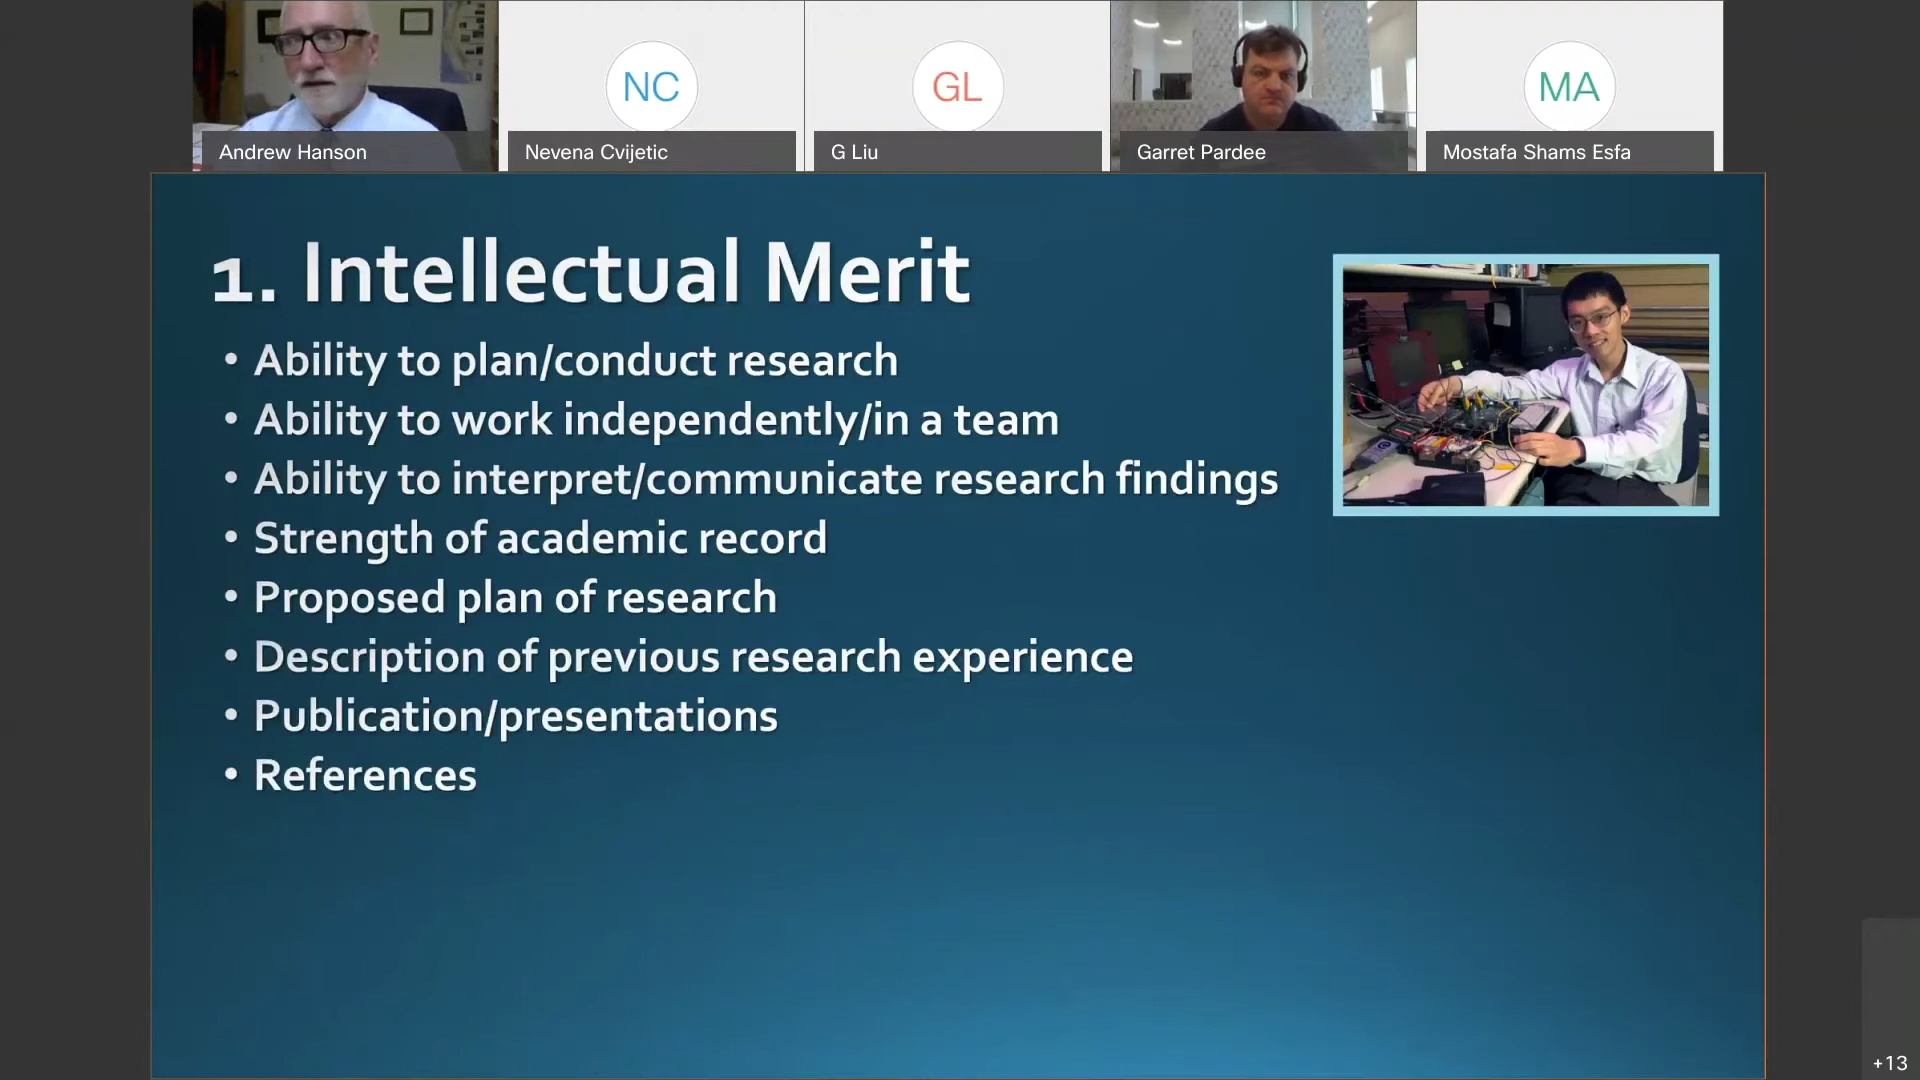 NC
GL
MA
Andrew Hanson
Nevena Cvijetic
G Liu
Garret Pardee
Mostafa Shams Esfa
1. Intellectual Merit
• Ability to plan/conduct research
• Ability to work independently/in a team
• Ability to interpret/communicate research findings
• Strength of academic record
• Proposed plan of research
• Description of previous research experience
• Publication/presentations
• References
+13